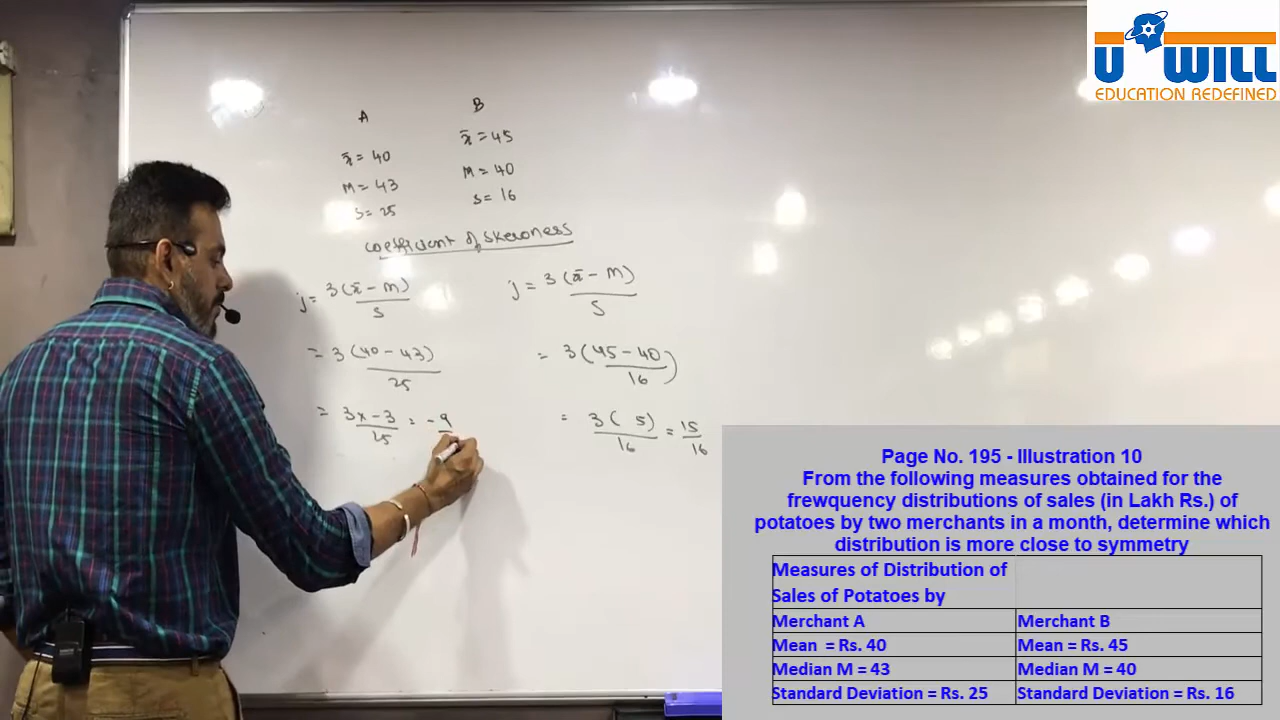 U WILL
EDUCATION REDEFINED
A
x̄ = 40
M = 43
s = 25
B
x̄ = 45
M = 40
s = 16
coefficient of skewness
j = 3(x̄ - M)
s
= 3(40 - 43)
25
= 3x - 3 = - 9
25
j = 3(x̄ - M)
s
= 3(45 - 40)
16
= 3( 5) = 15
16 16
Page No. 195 - Illustration 10
From the following measures obtained for the
frewquency distributions of sales (in Lakh Rs.) of
potatoes by two merchants in a month, determine which
distribution is more close to symmetry
Measures of Distribution of
Sales of Potatoes by
Merchant A Merchant B
Mean = Rs. 40 Mean = Rs. 45
Median M = 43 Median M = 40
Standard Deviation = Rs. 25 Standard Deviation = Rs. 16